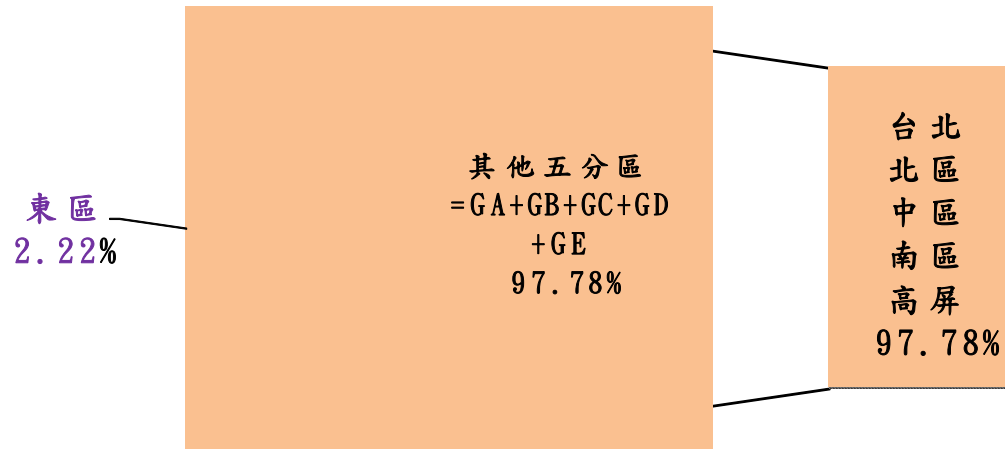 東區
2.22%
其他五分區
=GA+GB+GC+GD
+GE
97.78%
台北
北區
中區
南區
高屏
97.78%